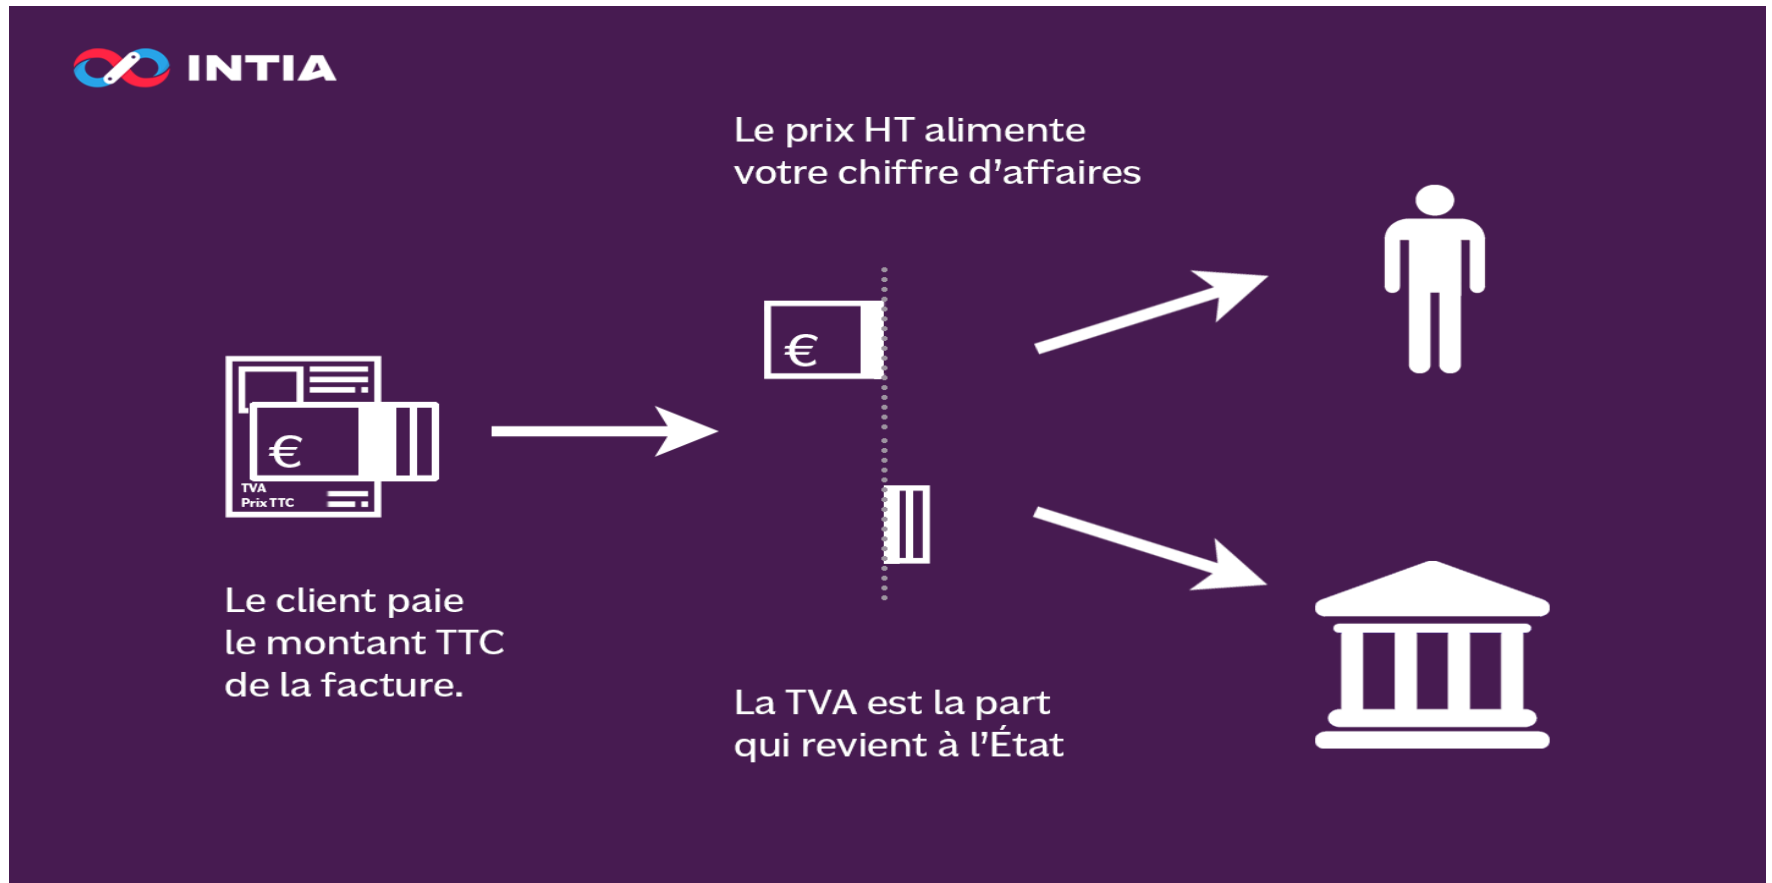 INTIA
Le prix HT alimente
votre chiffre d’affaires
€
€
TVA
Prix TTC
Le client paie
le montant TTC
de la facture.
La TVA est la part
qui revient à l’État